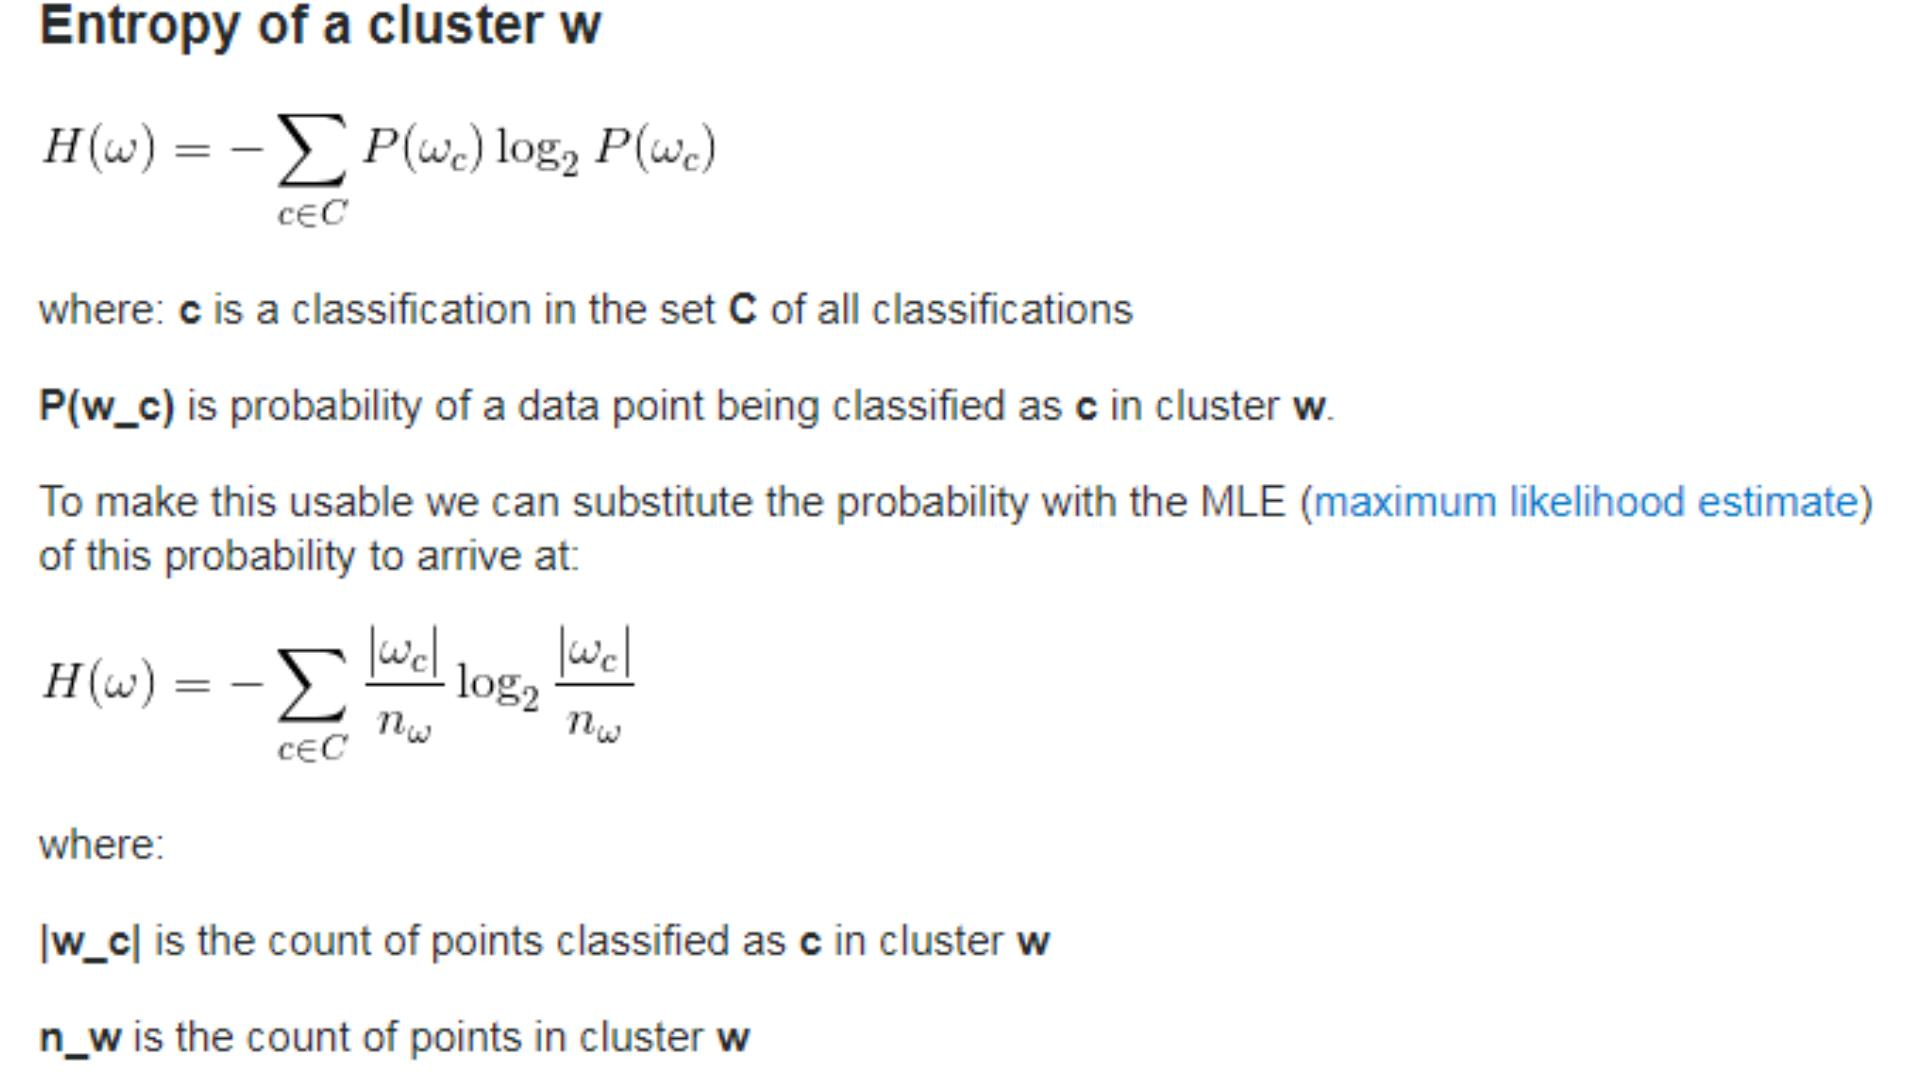 Entropy of a cluster w
H(ω) = − ∑_{c∈C} P(ω_c) log₂ P(ω_c)
where: c is a classification in the set C of all classifications
P(w_c) is probability of a data point being classified as c in cluster w.
To make this usable we can substitute the probability with the MLE (maximum likelihood estimate)
of this probability to arrive at:
H(ω) = − ∑_{c∈C} |ω_c|/n_ω log₂ |ω_c|/n_ω
where:
|w_c| is the count of points classified as c in cluster w
n_w is the count of points in cluster w